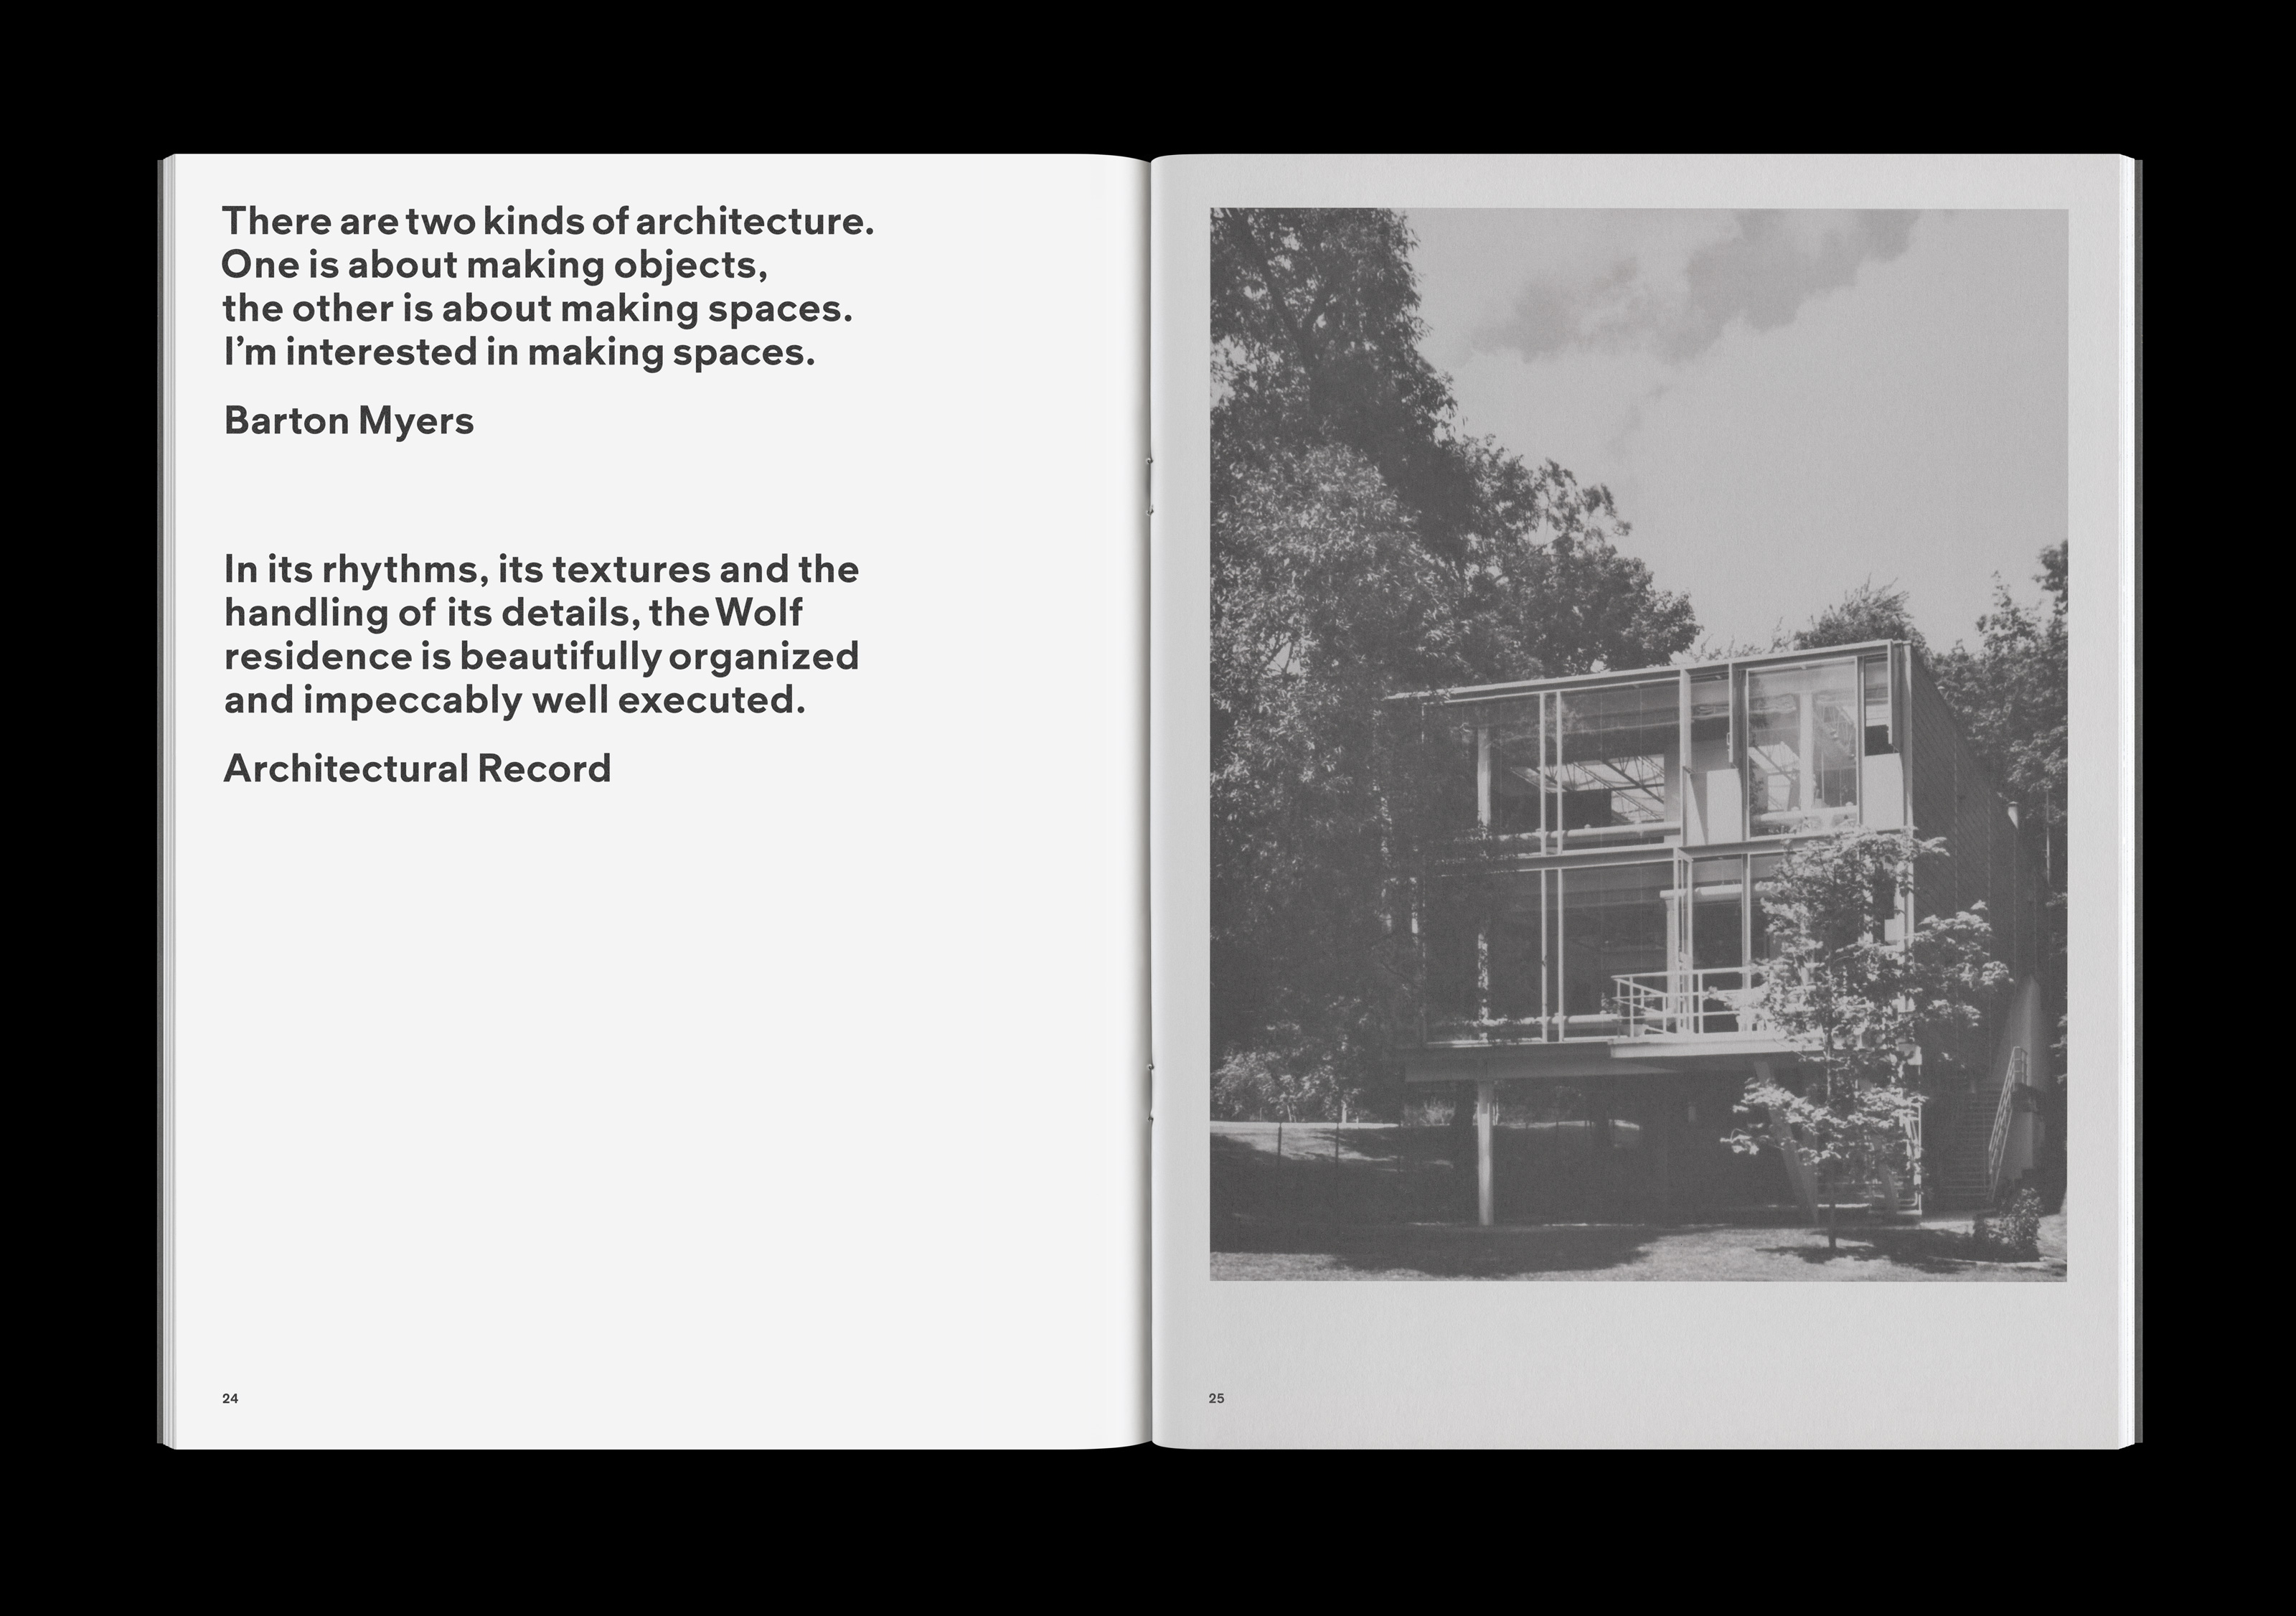 There are two kinds of architecture.
One is about making objects,
the other is about making spaces.
I’m interested in making spaces.
Barton Myers
In its rhythms, its textures and the
handling of its details, the Wolf
residence is beautifully organized
and impeccably well executed.
Architectural Record
24
25